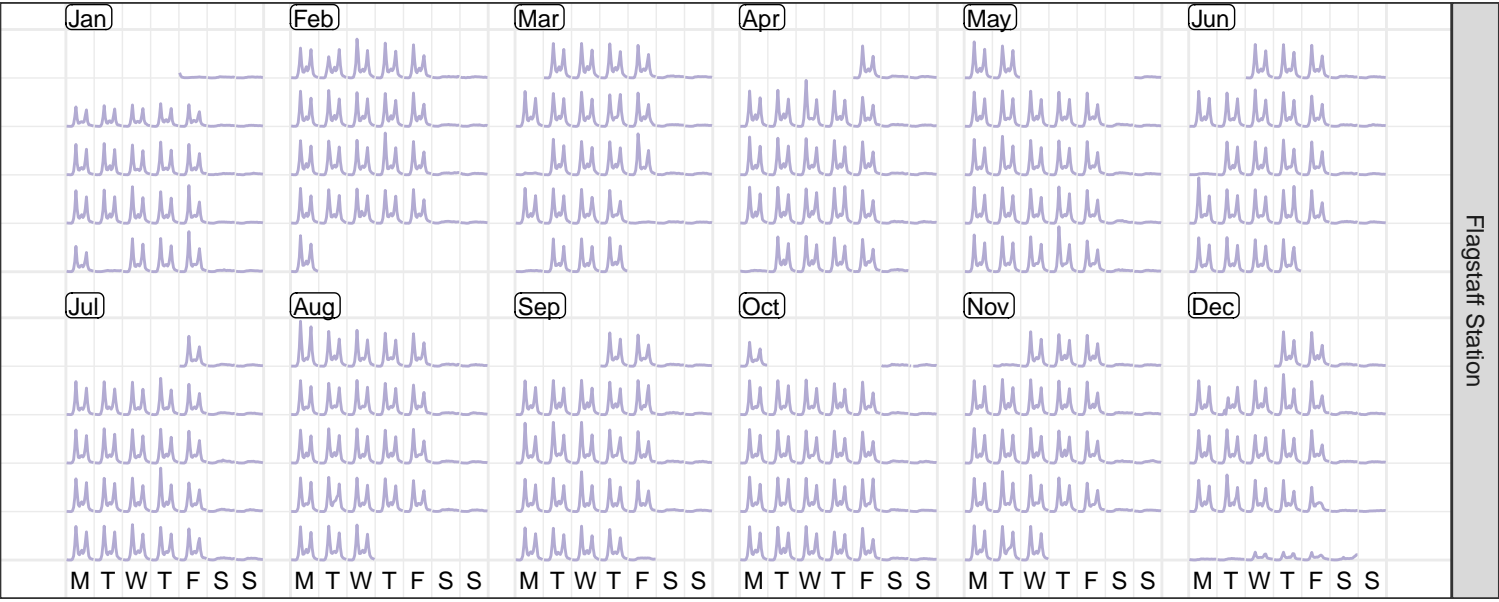 Jan Feb Mar Apr May Jun
Jul Aug Sep Oct Nov Dec
M T W T F S S M T W T F S S M T W T F S S M T W T F S S M T W T F S S M T W T F S S
Flagstaff Station